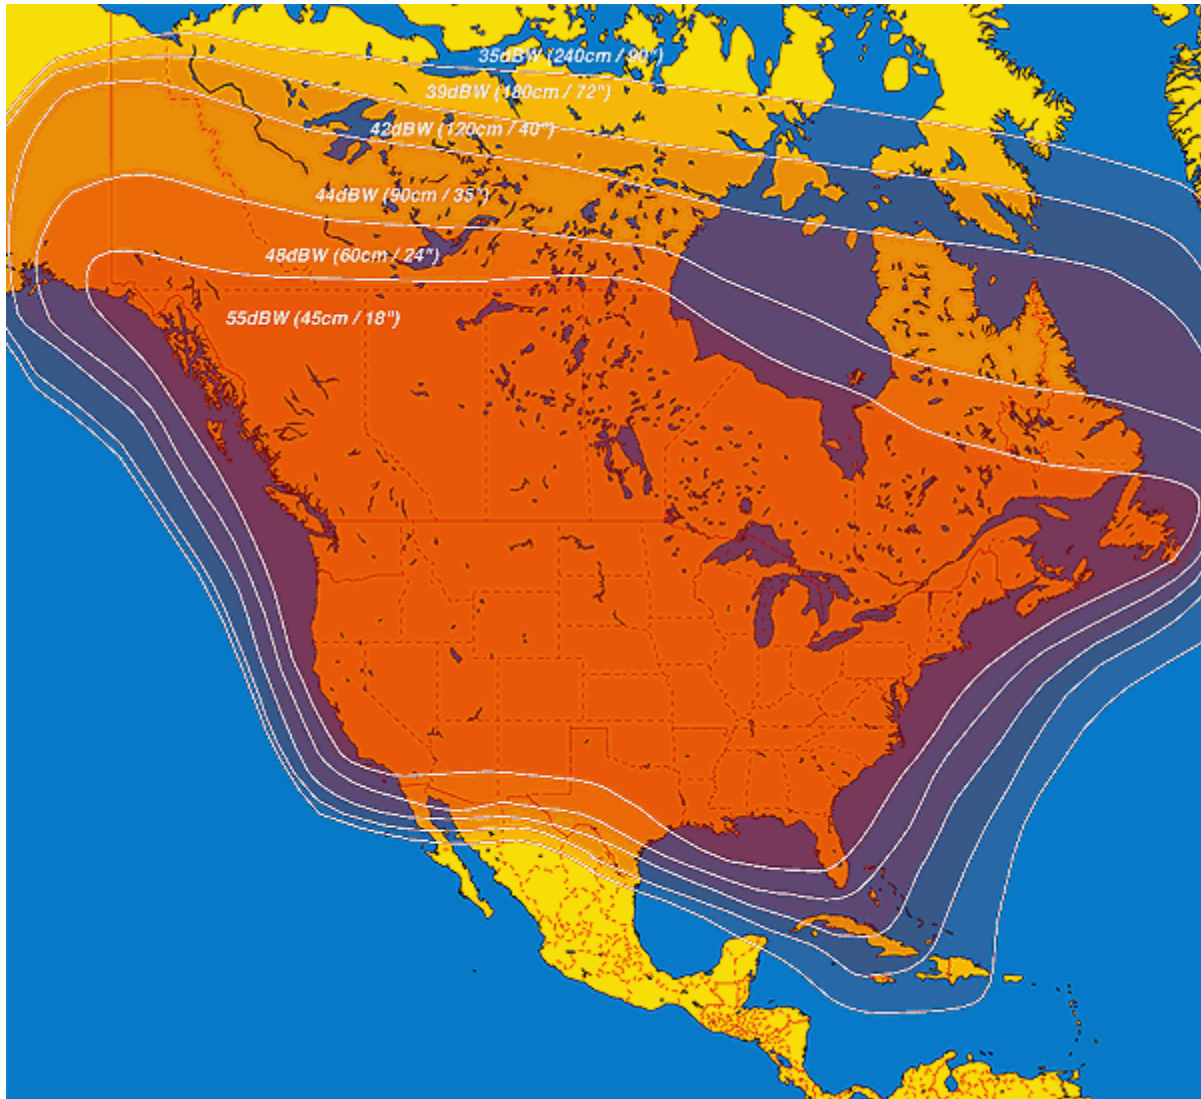 35dBW (240cm / 90")
39dBW (180cm / 72")
42dBW (120cm / 40")
44dBW (90cm / 35")
48dBW (60cm / 24")
55dBW (45cm / 18")